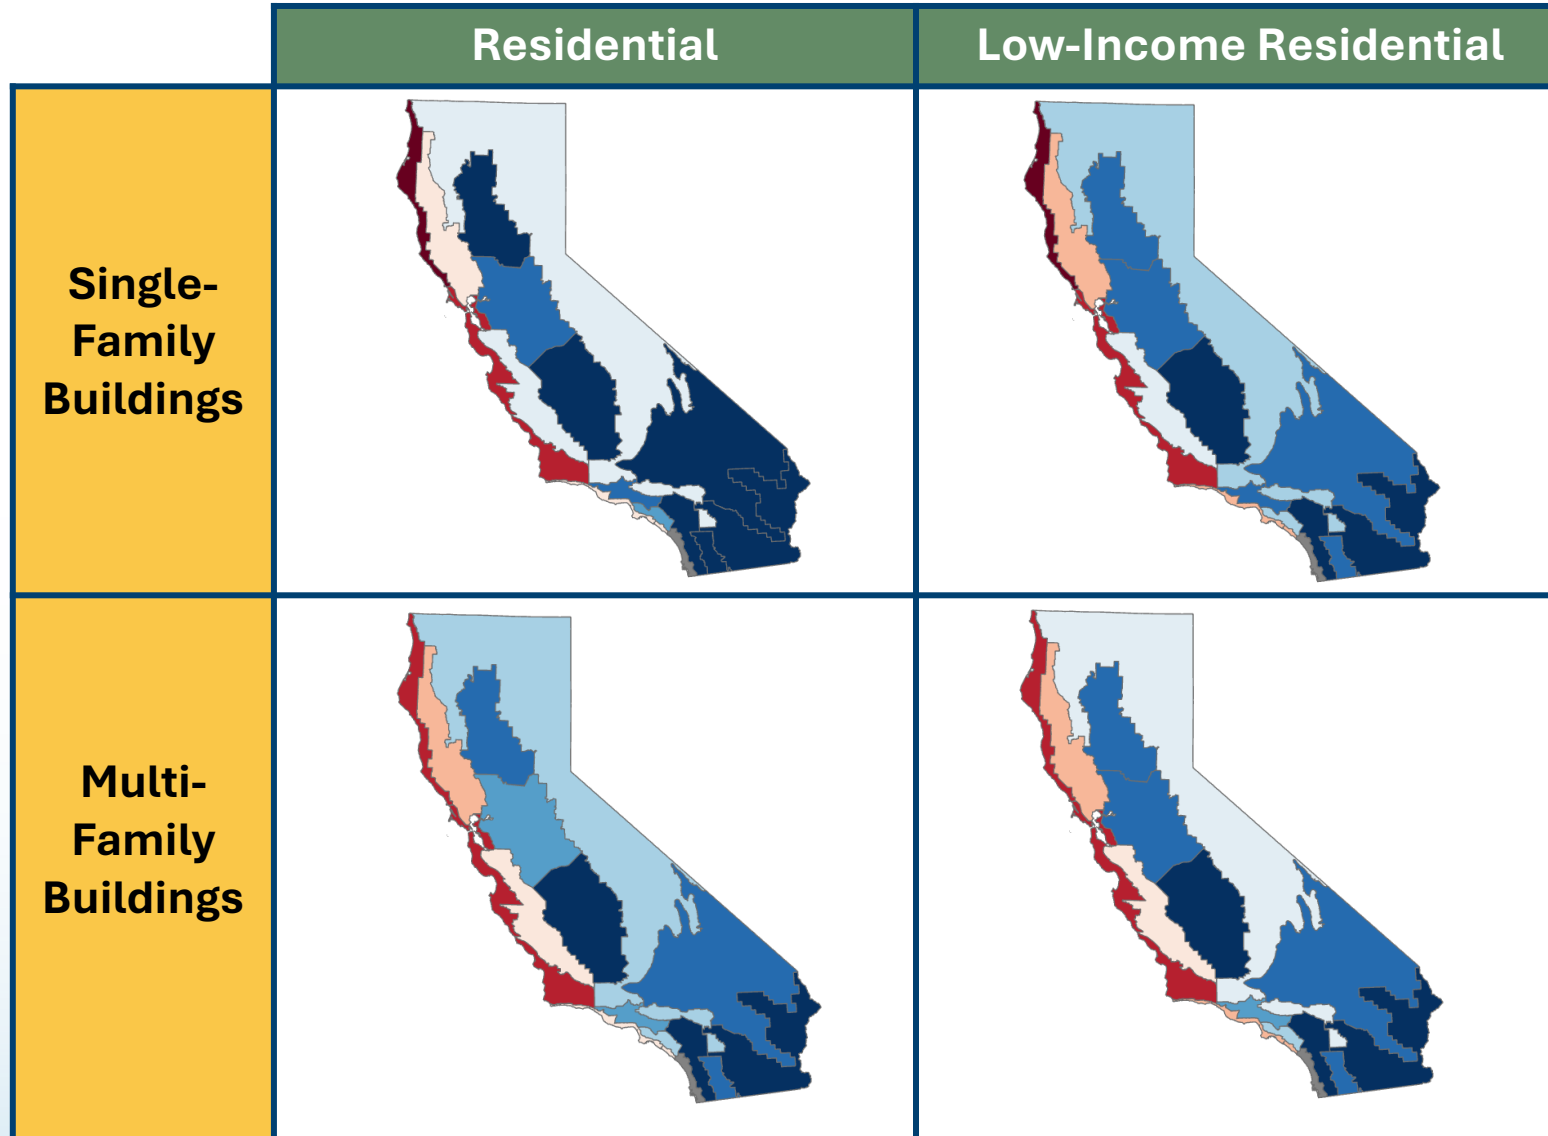 Residential
Low-Income Residential
Single-
Family
Buildings
Multi-
Family
Buildings